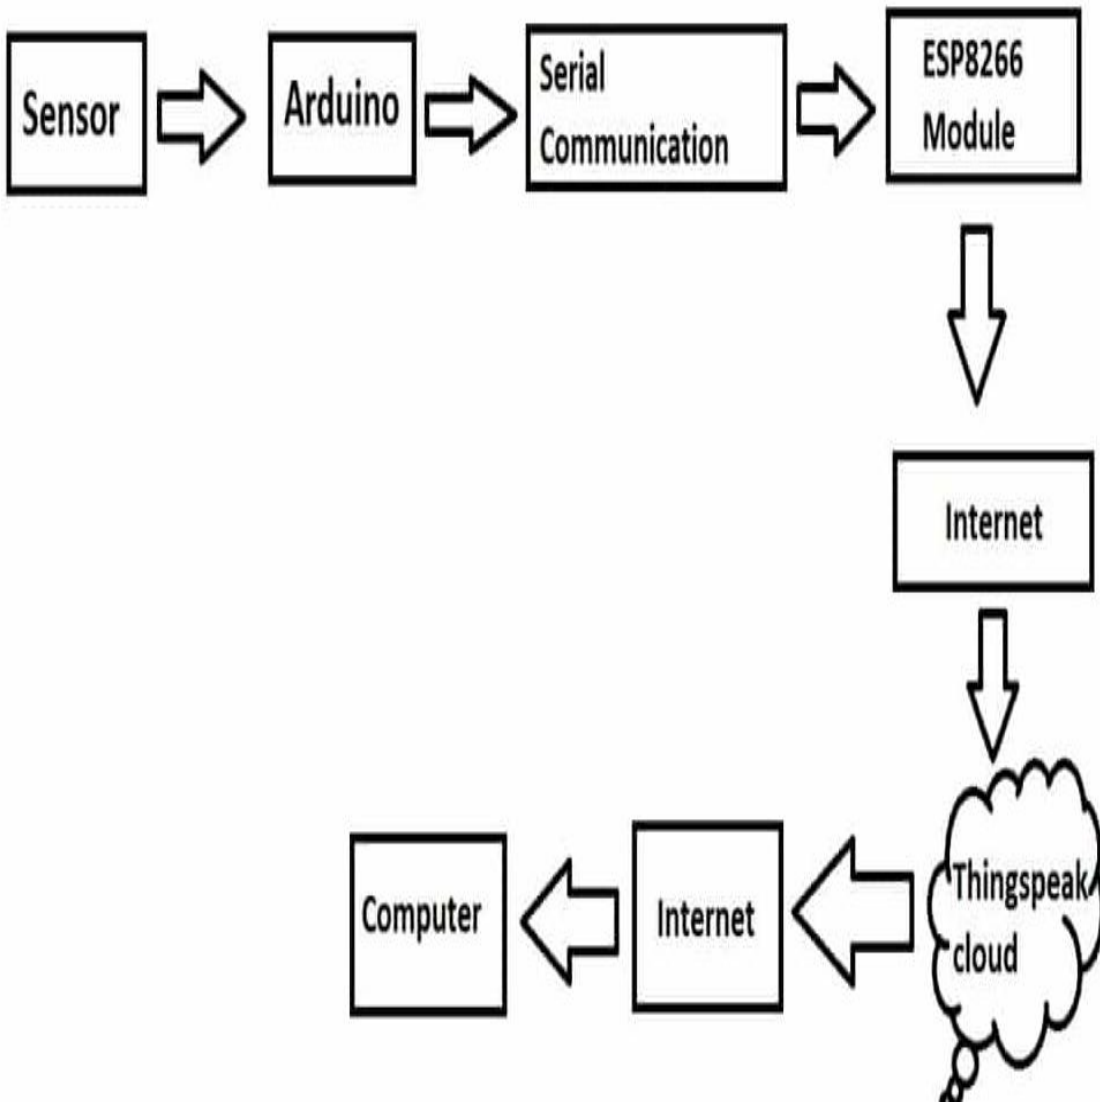 Sensor
Arduino
Serial
Communication
ESP8266
Module
Internet
Thingspeak
cloud
Internet
Computer